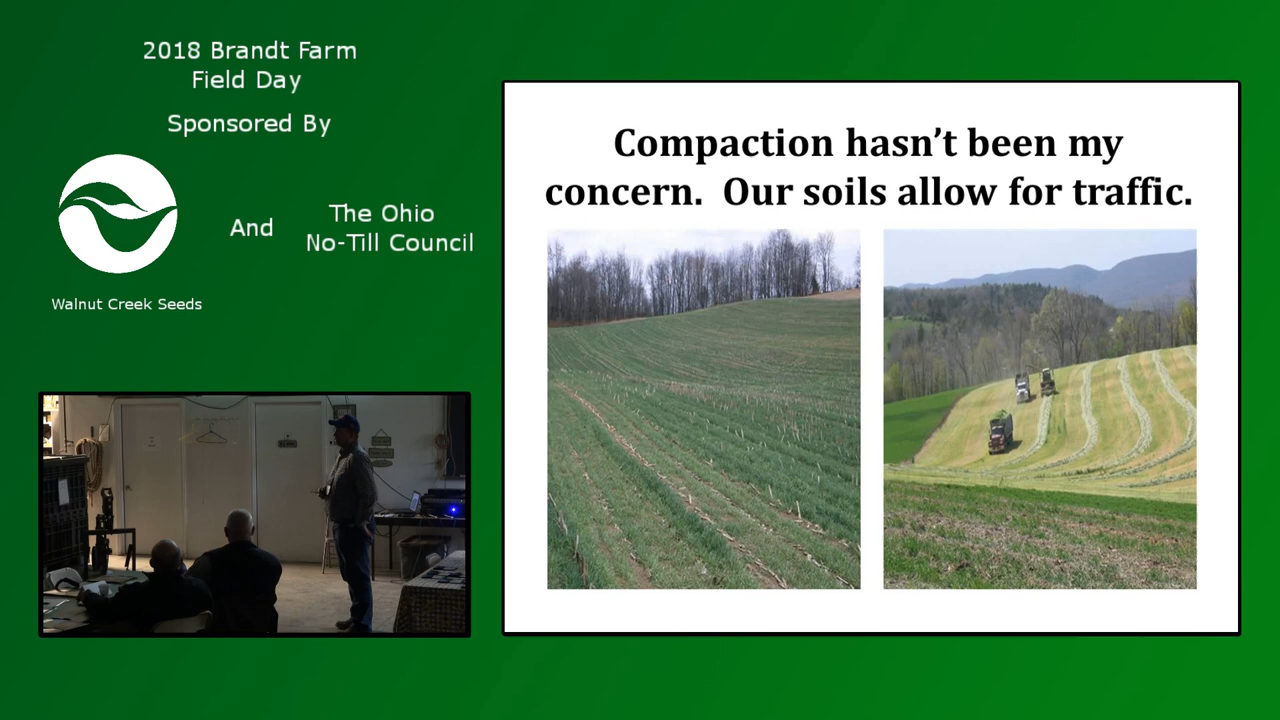 2018 Brandt Farm
Field Day
Sponsored By
And
The Ohio
No-Till Council
Walnut Creek Seeds
Compaction hasn't been my
concern.  Our soils allow for traffic.